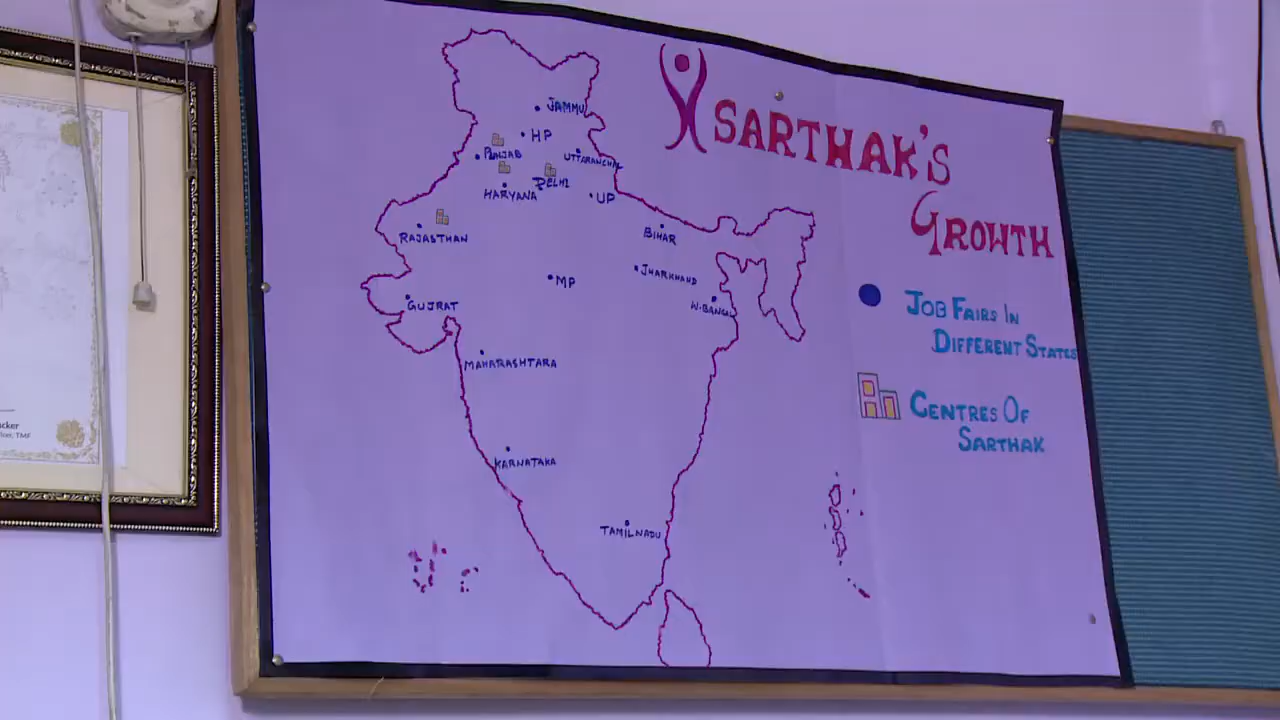 SARTHAK'S
GROWTH
JAMMU
HP
PUNJAB
UTTARANCHAL
DELHI
HARYANA
UP
RAJASTHAN
BIHAR
JHARKHAND
MP
GUJRAT
W.BANGAL
MAHARASHTARA
KARNATAKA
TAMILNADU
JOB FAIRS IN
DIFFERENT STATES
CENTRES OF
SARTHAK